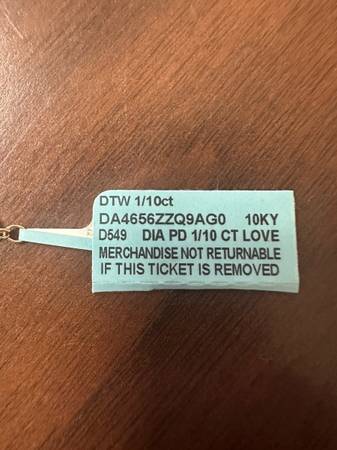 DTW 1/10ct
DA4656ZZQ9AG0 10KY
D549 DIA PD 1/10 CT LOVE
MERCHANDISE NOT RETURNABLE
IF THIS TICKET IS REMOVED